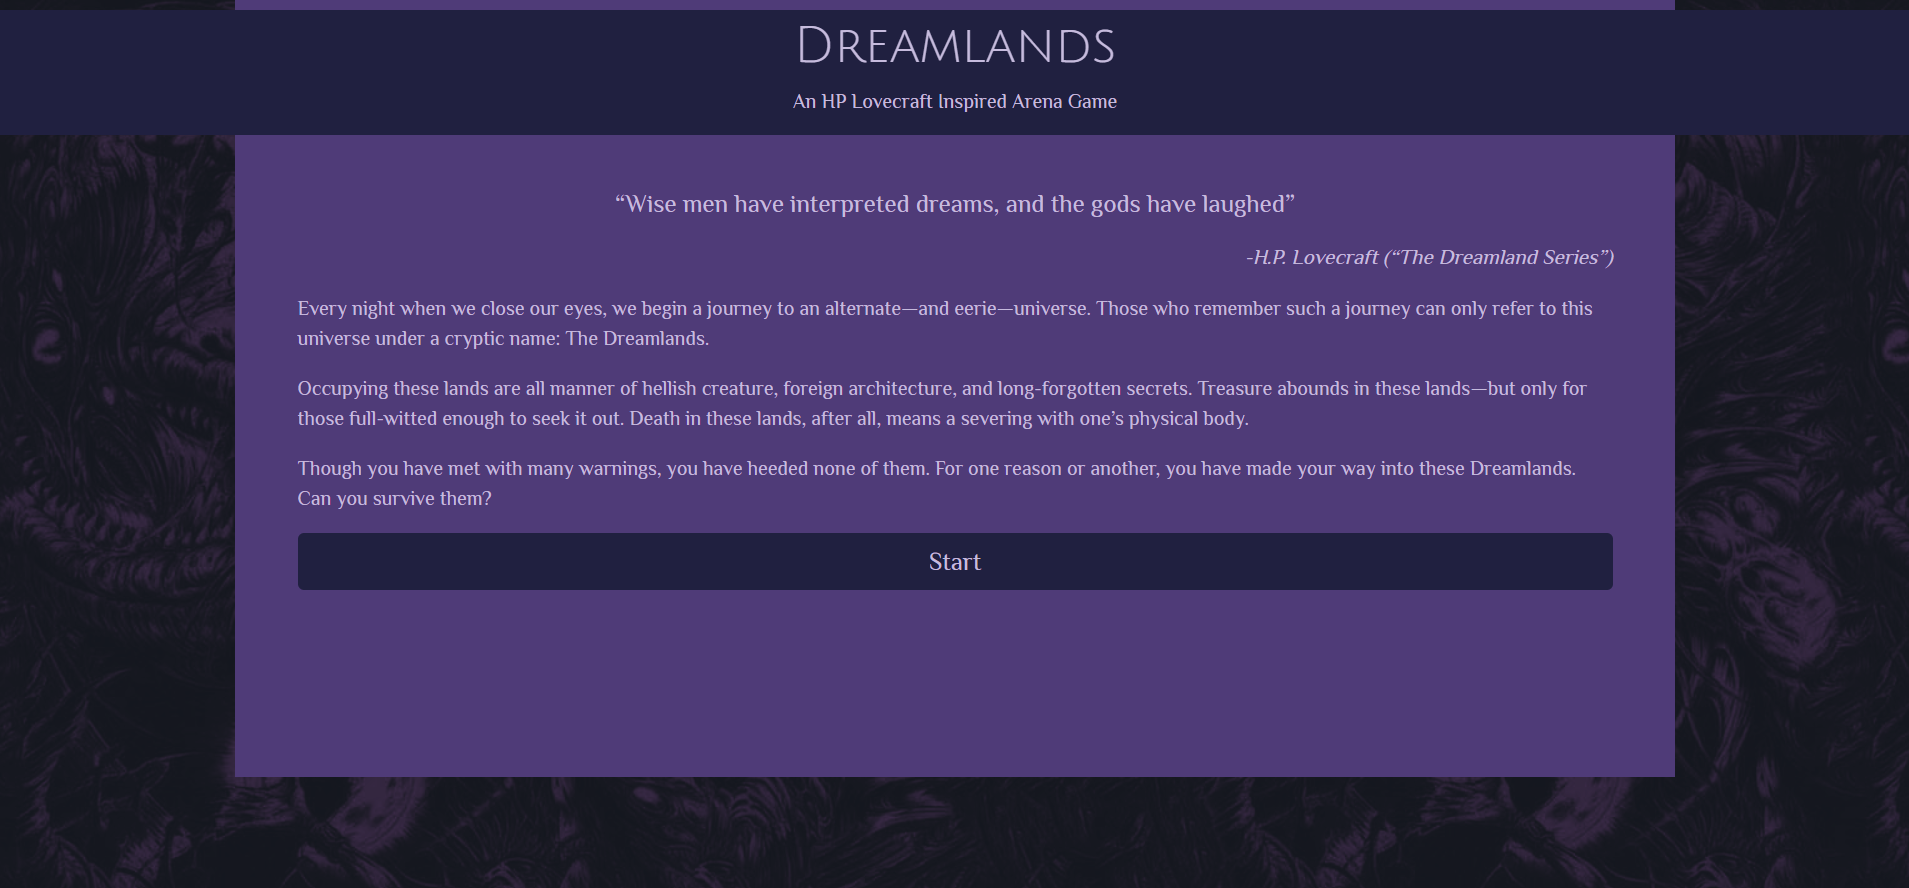 Dreamlands
An HP Lovecraft Inspired Arena Game
“Wise men have interpreted dreams, and the gods have laughed”
-H.P. Lovecraft (“The Dreamland Series”)
Every night when we close our eyes, we begin a journey to an alternate—and eerie—universe. Those who remember such a journey can only refer to this
universe under a cryptic name: The Dreamlands.
Occupying these lands are all manner of hellish creature, foreign architecture, and long-forgotten secrets. Treasure abounds in these lands—but only for
those full-witted enough to seek it out. Death in these lands, after all, means a severing with one’s physical body.
Though you have met with many warnings, you have heeded none of them. For one reason or another, you have made your way into these Dreamlands.
Can you survive them?
Start